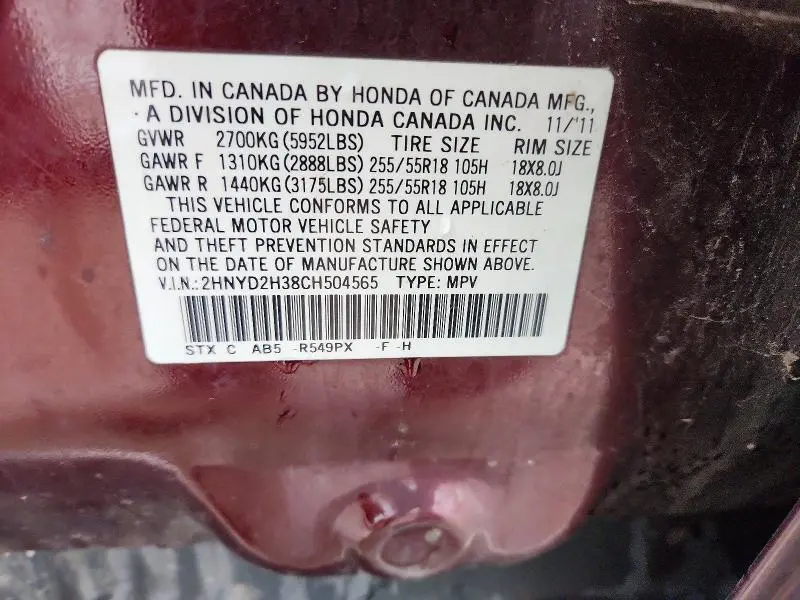 MFD. IN CANADA BY HONDA OF CANADA MFG.,
A DIVISION OF HONDA CANADA INC. 11/'11
GVWR 2700KG (5952LBS) TIRE SIZE RIM SIZE
GAWR F 1310KG (2888LBS) 255/55R18 105H 18X8.0J
GAWR R 1440KG (3175LBS) 255/55R18 105H 18X8.0J
THIS VEHICLE CONFORMS TO ALL APPLICABLE
FEDERAL MOTOR VEHICLE SAFETY
AND THEFT PREVENTION STANDARDS IN EFFECT
ON THE DATE OF MANUFACTURE SHOWN ABOVE.
V.I.N.: 2HNYD2H38CH504565 TYPE: MPV
STX C AB5 -R549PX -F -H